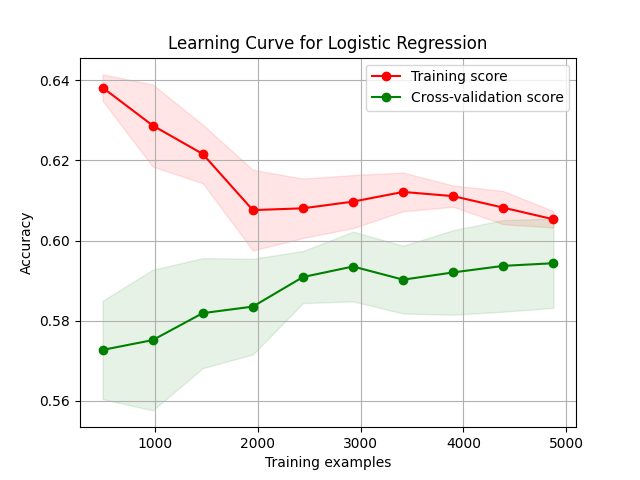 Learning Curve for Logistic Regression
Training score
Cross-validation score
0.64
0.62
0.60
0.58
0.56
Accuracy
1000 2000 3000 4000 5000
Training examples